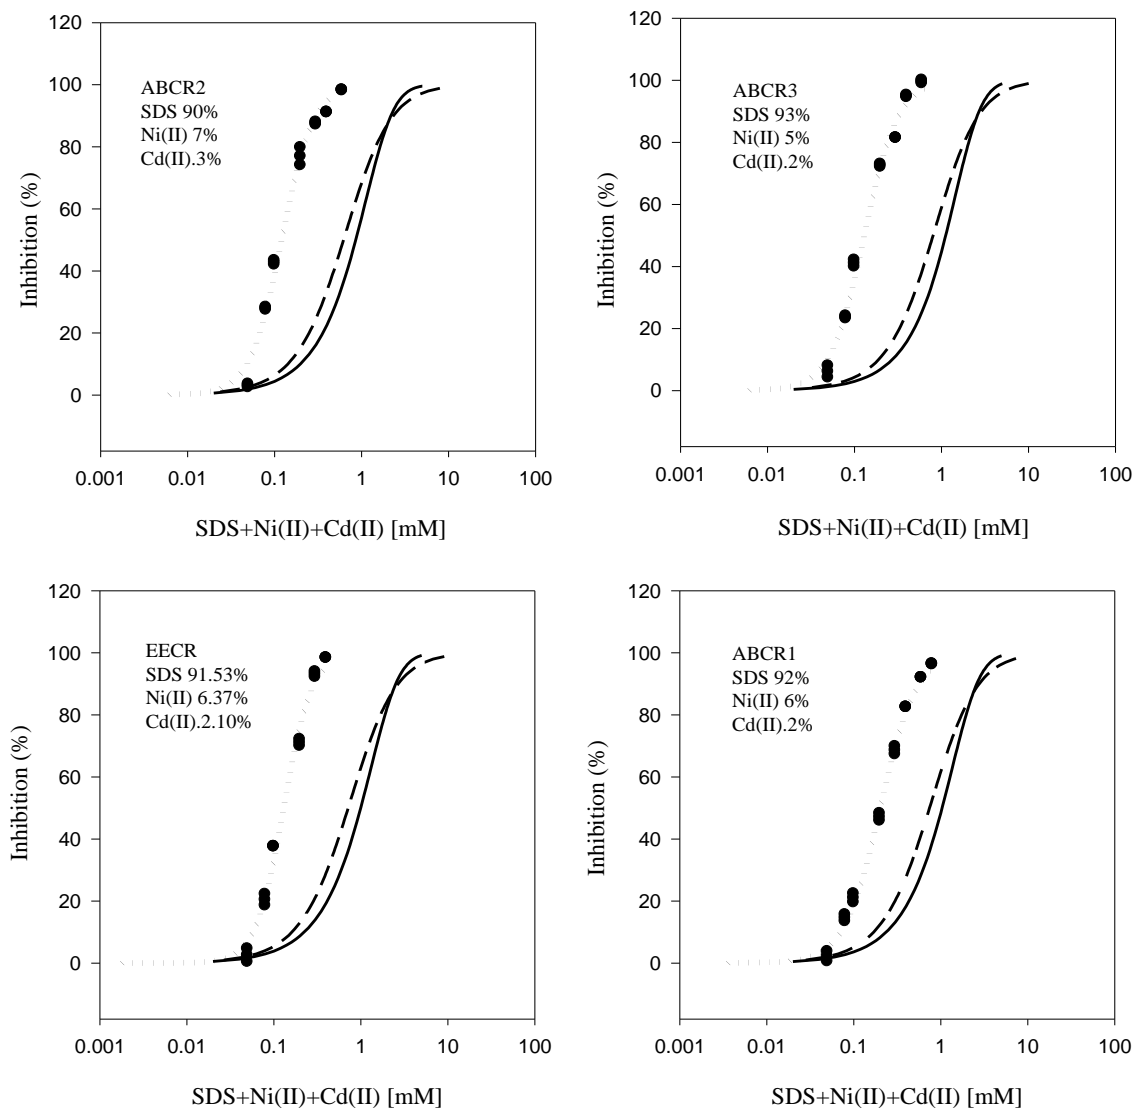 120
100
80
60
40
20
0
Inhibition (%)
ABCR2
SDS 90%
Ni(II) 7%
Cd(II).3%
0.001 0.01 0.1 1 10 100
SDS+Ni(II)+Cd(II) [mM]
120
100
80
60
40
20
0
Inhibition (%)
ABCR3
SDS 93%
Ni(II) 5%
Cd(II).2%
0.001 0.01 0.1 1 10 100
SDS+Ni(II)+Cd(II) [mM]
120
100
80
60
40
20
0
Inhibition (%)
EECR
SDS 91.53%
Ni(II) 6.37%
Cd(II).2.10%
0.001 0.01 0.1 1 10 100
SDS+Ni(II)+Cd(II) [mM]
120
100
80
60
40
20
0
Inhibition (%)
ABCR1
SDS 92%
Ni(II) 6%
Cd(II).2%
0.001 0.01 0.1 1 10 100
SDS+Ni(II)+Cd(II) [mM]